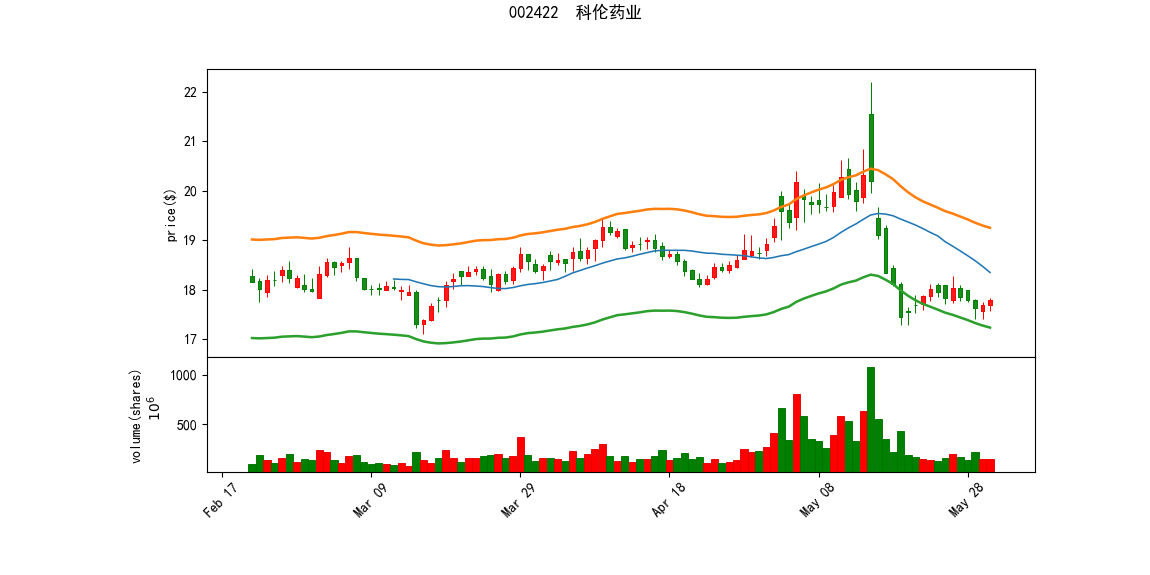 002422 科伦药业
22
21
20
19
18
17
price($)
1000
500
volume(shares)
10^6
Feb 17
Mar 09
Mar 29
Apr 18
May 08
May 28